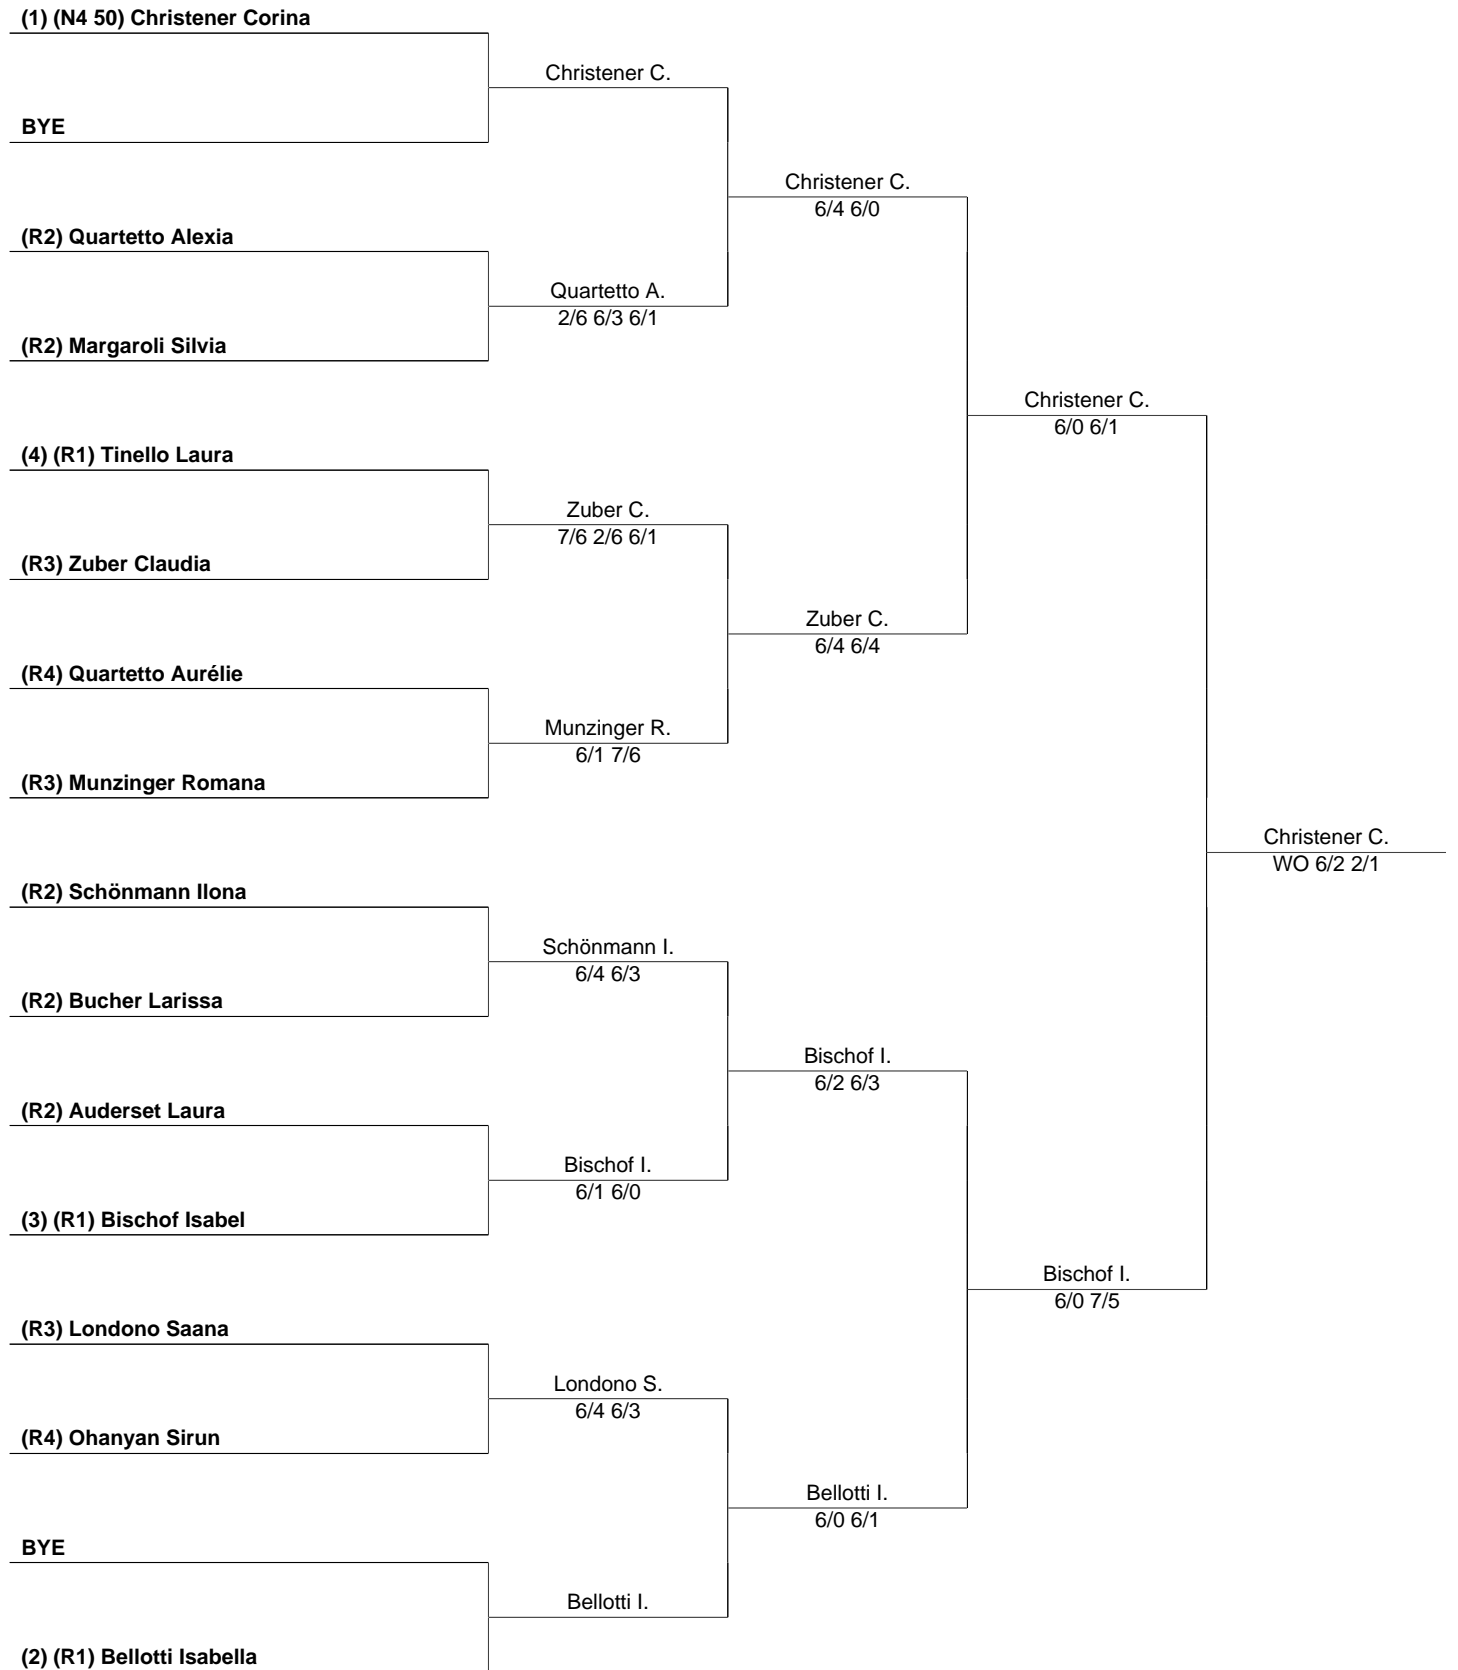 (1) (N4 50) Christener Corina
Christener C.
BYE
Christener C.
6/4 6/0
(R2) Quartetto Alexia
Quartetto A.
2/6 6/3 6/1
(R2) Margaroli Silvia
Christener C.
6/0 6/1
(4) (R1) Tinello Laura
Zuber C.
7/6 2/6 6/1
(R3) Zuber Claudia
Zuber C.
6/4 6/4
(R4) Quartetto Aurélie
Munzinger R.
6/1 7/6
(R3) Munzinger Romana
Christener C.
WO 6/2 2/1
(R2) Schönmann Ilona
Schönmann I.
6/4 6/3
(R2) Bucher Larissa
Bischof I.
6/2 6/3
(R2) Auderset Laura
Bischof I.
6/1 6/0
(3) (R1) Bischof Isabel
Bischof I.
6/0 7/5
(R3) Londono Saana
Londono S.
6/4 6/3
(R4) Ohanyan Sirun
Bellotti I.
6/0 6/1
BYE
Bellotti I.
(2) (R1) Bellotti Isabella